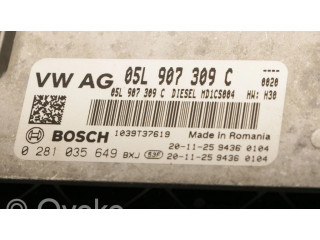 VW AG 05L 907 309 C 0020
05L 907 309 C DIESEL MD1CS004 HW: H30
BOSCH 1039T37619 Made in Romania
20-11-25 9436 0104
0 281 035 649 BXJ 20-11-25 9436 0104
Ovoko